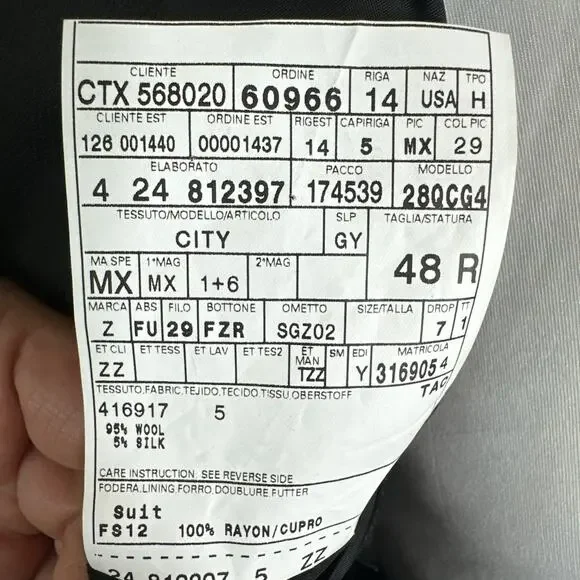 CLIENTE ORDINE RIGA NAZ TPO
CTX 568020 60966 14 USA H
CLIENTE EST ORDINE EST RIGEST CAPIRIGA PIC COL PIC
126 001440 00001437 14 5 MX 29
ELABORATO PACCO MODELLO
4 24 812397 174539 28QCG4
TESSUTO/MODELLO/ARTICOLO SLP TAGLIA/STATURA
CITY GY
48 R
MA SPE 1°MAG 2°MAG
MX MX 1+6
MARCA ABS FILO BOTTONE OMETTO SIZE/TALLA DROP TT
Z FU 29 FZR SGZ02 7 1
ET CLI ET TESS ET LAV ET TES2 ET MAN SM EDI MATRICOLA
ZZ TZZ Y 3169054
TESSUTO,FABRIC,TEJIDO,TECIDO,TISSU,OBERSTOFF
416917 5
95% WOOL
5% SILK
CARE INSTRUCTION. SEE REVERSE SIDE
FODERA,LINING,FORRO,DOUBLURE,FUTTER
Suit
FS12 100% RAYON/CUPRO
ZZ